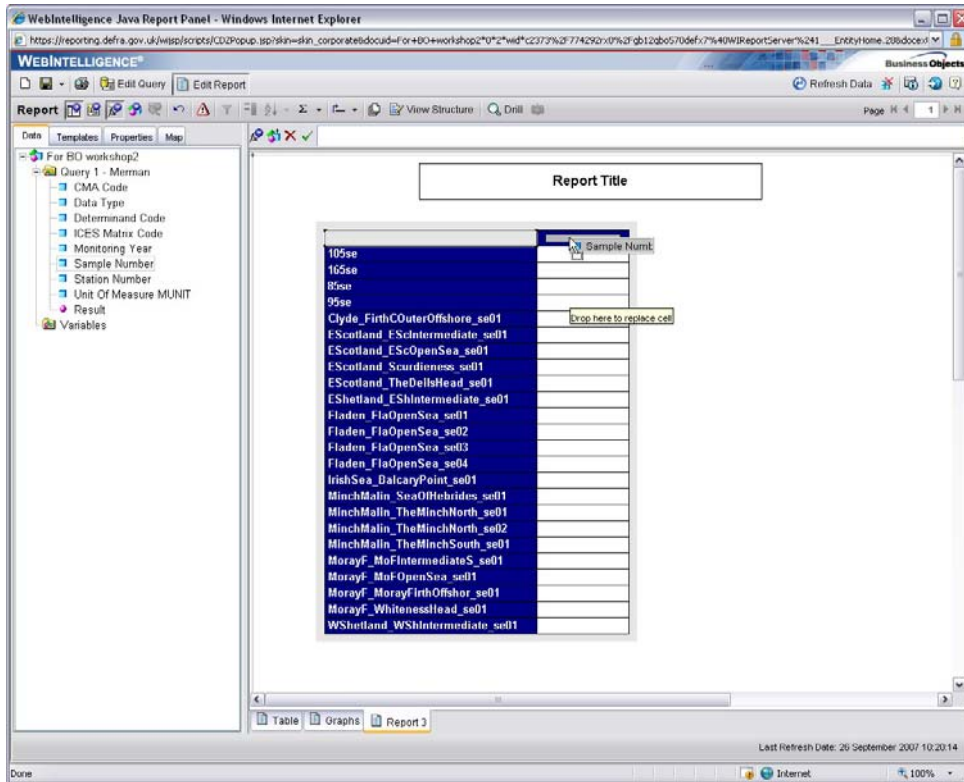 WebIntelligence Java Report Panel - Windows Internet Explorer
WEBINTELLIGENCE®
Business Objects
Edit Query Edit Report
Refresh Data
Report
View Structure Drill
Page 1
Data Templates Properties Map
For BO workshop2
Query 1 - Merman
CMA Code
Data Type
Determinand Code
ICES Matrix Code
Monitoring Year
Sample Number
Station Number
Unit Of Measure MUNIT
Result
Variables
Report Title
Sample Numb
105se
165se
85se
95se
Drop here to replace cell
Clyde_FirthCOuterOffshore_se01
EScotland_EScIntermediate_se01
EScotland_EScOpenSea_se01
EScotland_Scurdieness_se01
EScotland_TheDellsHead_se01
EShetland_EShIntermediate_se01
Fladen_FlaOpenSea_se01
Fladen_FlaOpenSea_se02
Fladen_FlaOpenSea_se03
Fladen_FlaOpenSea_se04
IrishSea_BalcaryPoint_se01
MinchMalin_SeaOfHebrides_se01
MinchMalin_TheMinchNorth_se01
MinchMalin_TheMinchNorth_se02
MinchMalin_TheMinchSouth_se01
MorayF_MoFIntermediateS_se01
MorayF_MoFOpenSea_se01
MorayF_MorayFirthOffshor_se01
MorayF_WhitenessHead_se01
WShetland_WShIntermediate_se01
Table Graphs Report 3
Last Refresh Date: 26 September 2007 10:20:14
Done
Internet
100%